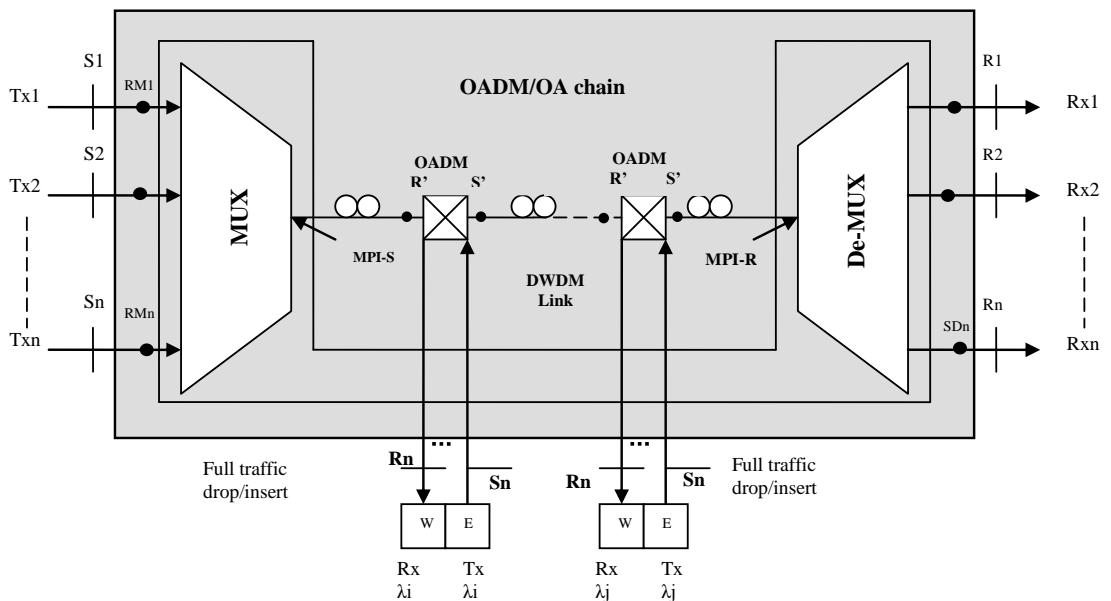 S1
Tx1
RM1
S2
Tx2
Sn
Txn
RMn
MUX
OADM/OA chain
OADM
R’ S’
OADM
R’ S’
MPI-S
MPI-R
DWDM
Link
De-MUX
R1
Rx1
R2
Rx2
Rn
SDn
Rxn
Full traffic
drop/insert
...
Rn
Sn
...
Rn
Sn
Full traffic
drop/insert
W E
W E
Rx Tx
λi λi
Rx Tx
λj λj